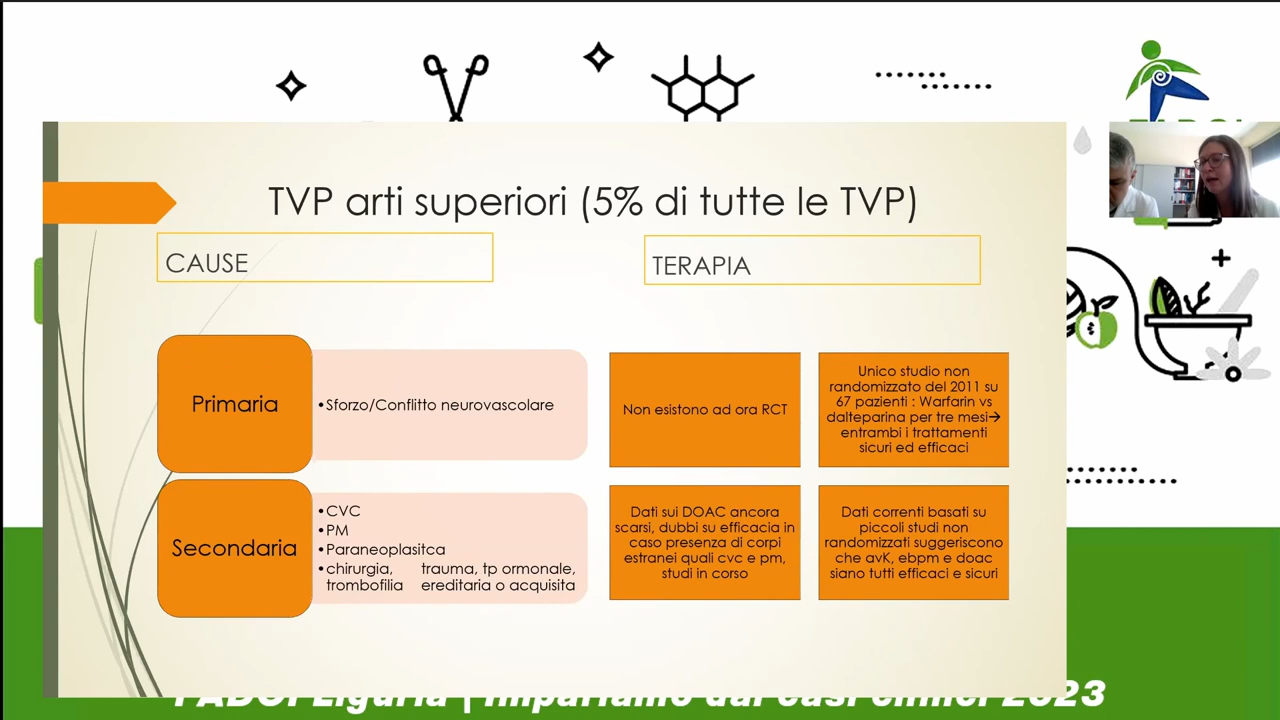 TVP arti superiori (5% di tutte le TVP)
CAUSE
TERAPIA
Primaria
•Sforzo/Conflitto neurovascolare
Secondaria
•CVC
•PM
•Paraneoplasitca
•chirurgia, trauma, tp ormonale,
trombofilia ereditaria o acquisita
Non esistono ad ora RCT
Unico studio non
randomizzato del 2011 su
67 pazienti : Warfarin vs
dalteparina per tre mesi→
entrambi i trattamenti
sicuri ed efficaci
Dati sui DOAC ancora
scarsi, dubbi su efficacia in
caso presenza di corpi
estranei quali cvc e pm,
studi in corso
Dati correnti basati su
piccoli studi non
randomizzati suggeriscono
che avK, ebpm e doac
siano tutti efficaci e sicuri
FADOI Liguria | Impariamo dai casi clinici 2023